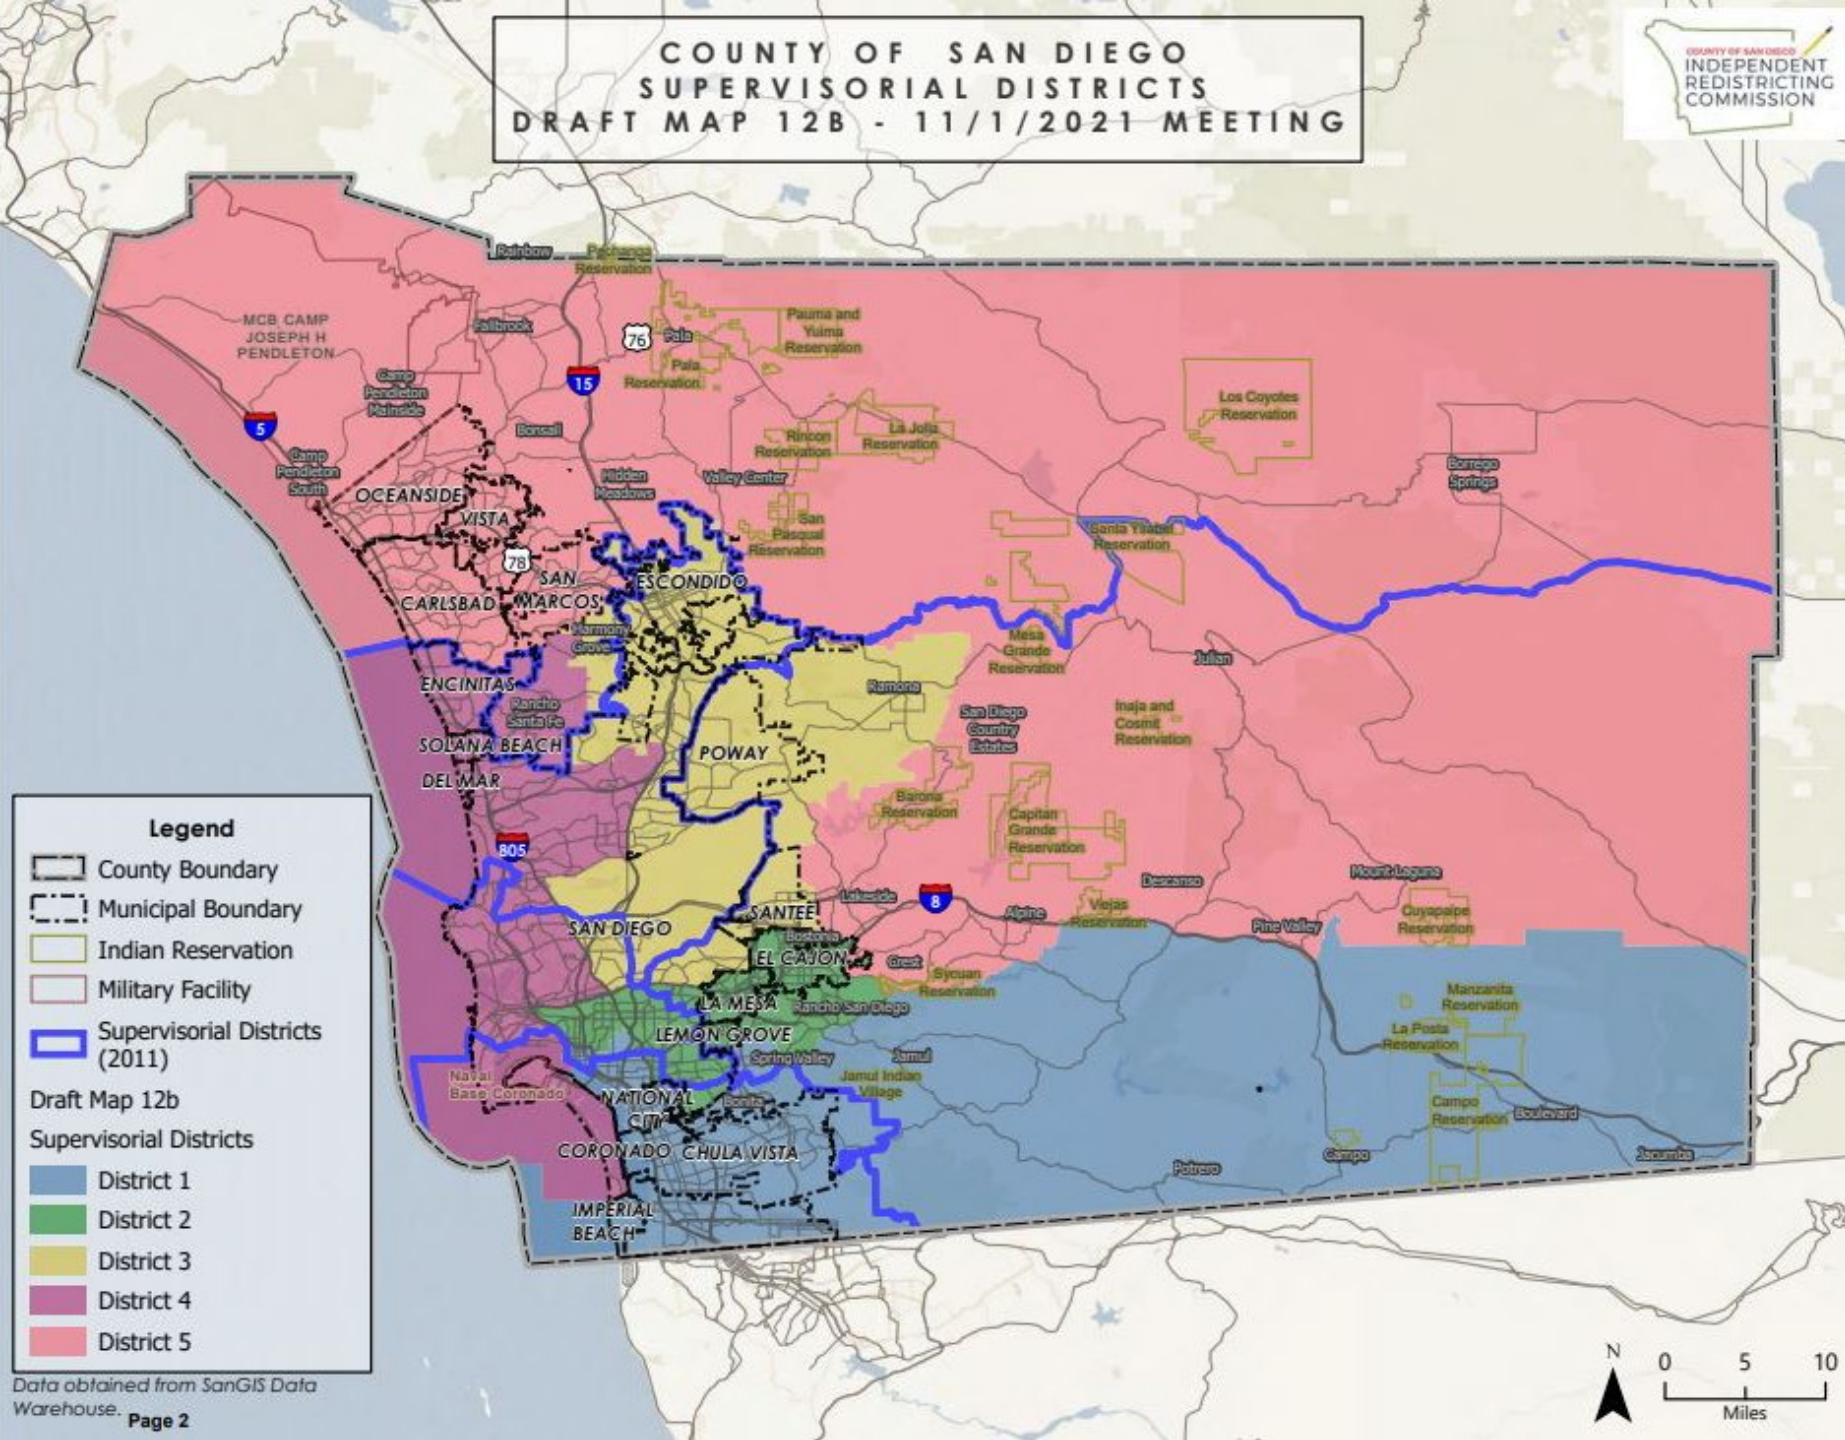 COUNTY OF SAN DIEGO
SUPERVISORIAL DISTRICTS
DRAFT MAP 12B - 11/1/2021 MEETING
COUNTY OF SAN DIEGO
INDEPENDENT
REDISTRICTING
COMMISSION
Rainbow
Pechanga
Reservation
MCB CAMP
JOSEPH H
PENDLETON
Fallbrook
76
Pala
Pauma and
Yuima
Reservation
Pala
Reservation
15
Camp
Pendleton
Mainside
Los Coyotes
Reservation
5
Bonsall
Rincon
Reservation
La Jolla
Reservation
Camp
Pendleton
South
Borrego
Springs
Hidden
Meadows
Valley Center
OCEANSIDE
VISTA
San
Pasqual
Reservation
Santa Ysabel
Reservation
78
SAN
MARCOS
ESCONDIDO
CARLSBAD
Harmony
Grove
Mesa
Grande
Reservation
Julian
ENCINITAS
Ramona
Rancho
Santa Fe
San Diego
Country
Estates
Inaja and
Cosmit
Reservation
SOLANA BEACH
POWAY
DEL MAR
Barona
Reservation
Capitan
Grande
Reservation
805
Mount Laguna
Descanso
Lakeside
8
Viejas
Reservation
Alpine
Cuyapaipe
Reservation
SANTEE
SAN DIEGO
Pine Valley
Bostonia
EL CAJON
Crest
Sycuan
Reservation
LA MESA
Rancho San Diego
Manzanita
Reservation
LEMON GROVE
La Posta
Reservation
Spring Valley
Jamul
Naval
Base Coronado
Jamul Indian
Village
NATIONAL
CITY
Bonita
Campo
Reservation
Boulevard
CORONADO
CHULA VISTA
Potrero
Campo
Jacumba
IMPERIAL
BEACH
Legend
County Boundary
Municipal Boundary
Indian Reservation
Military Facility
Supervisorial Districts
(2011)
Draft Map 12b
Supervisorial Districts
District 1
District 2
District 3
District 4
District 5
Data obtained from SanGIS Data
Warehouse.
Page 2
N
0 5 10
Miles